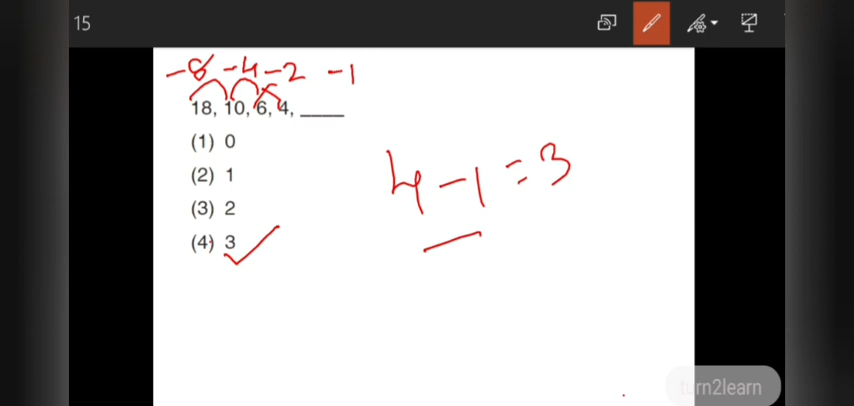 15
-8 -4 -2 -1
18, 10, 6, 4, ____
(1) 0
(2) 1
(3) 2
(4) 3
4 - 1 = 3
turn2learn